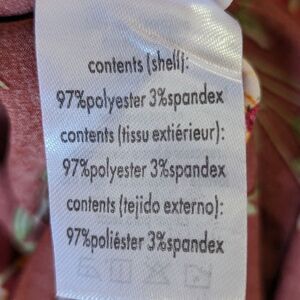 contents (shell):
97%polyester 3%spandex
contents (tissu extiérieur):
97%polyester 3%spandex
contents (tejido externo):
97%poliéster 3%spandex